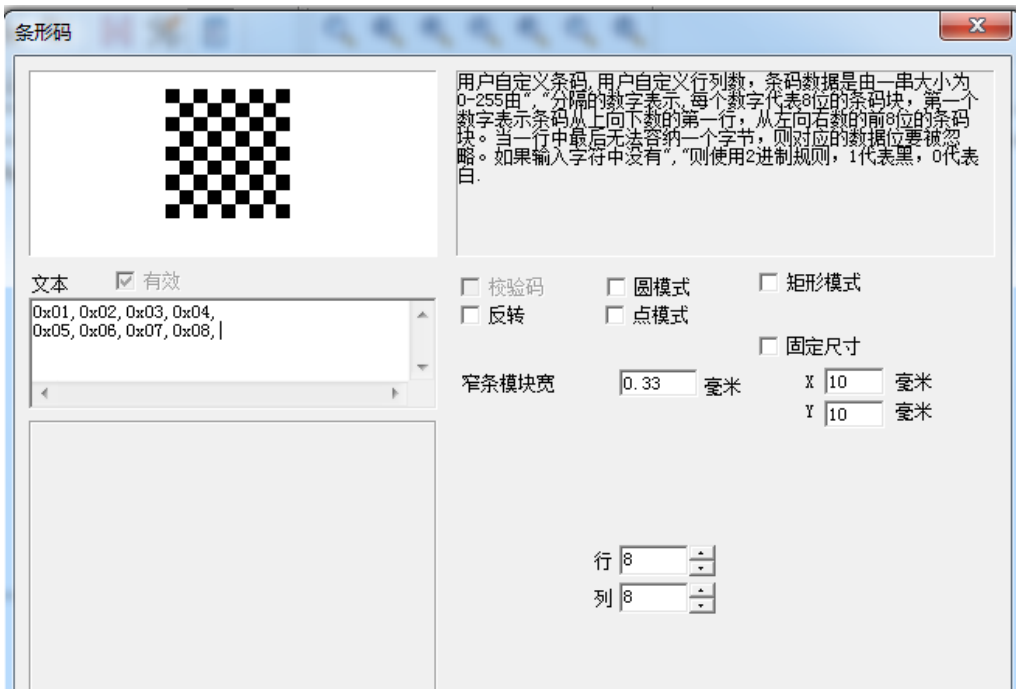 条形码
用户自定义条码,用户自定义行列数，条码数据是由一串大小为
0-255由“,“分隔的数字表示,每个数字代表8位的条码块，第一个
数字表示条码从上向下数的第一行，从左向右数的前8位的条码
块。当一行中最后无法容纳一个字节，则对应的数据位要被忽
略。如果输入字符中没有“,“则使用2进制规则，1代表黑，0代表
白.
文本 有效
0x01, 0x02, 0x03, 0x04,
0x05, 0x06, 0x07, 0x08,
校验码 圆模式 矩形模式
反转 点模式
固定尺寸
窄条模块宽 0.33 毫米 X 10 毫米
Y 10 毫米
行 8
列 8